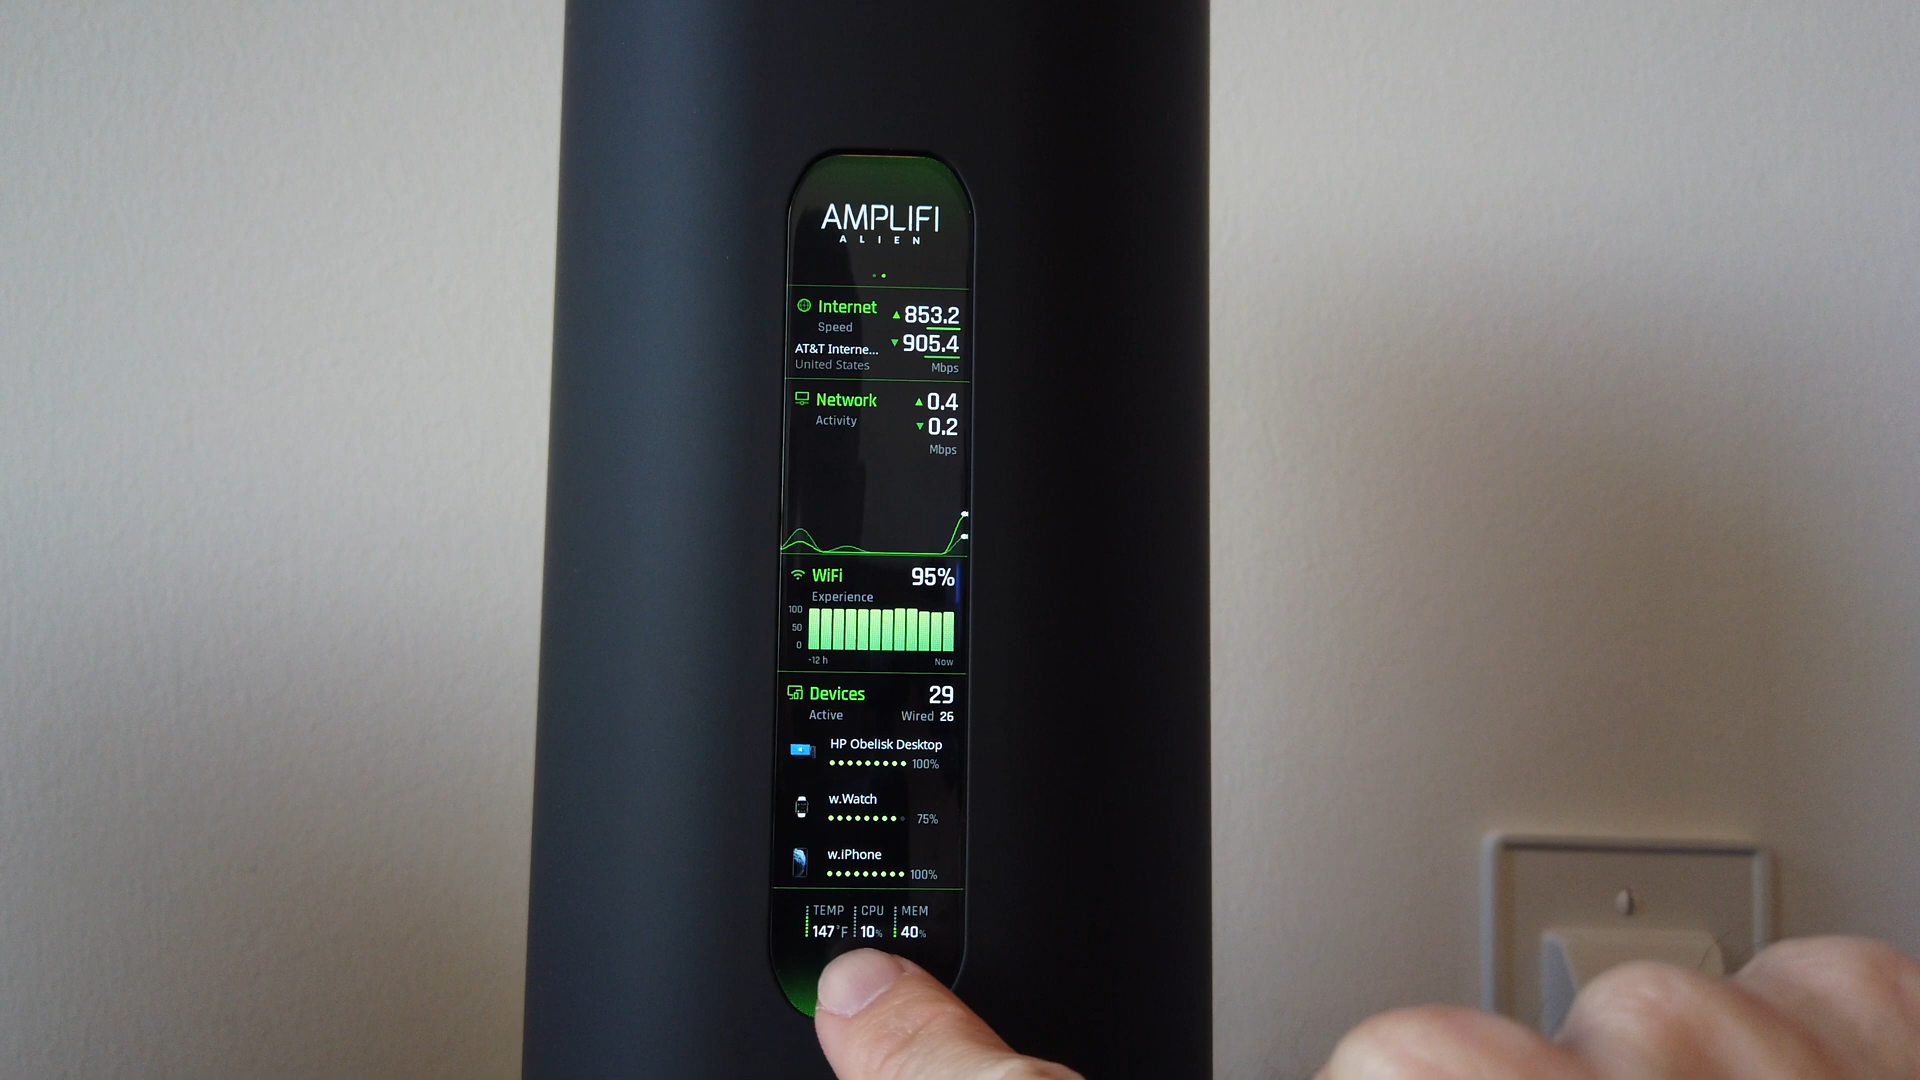 AMPLIFI
ALIEN
Internet
Speed
▲ 853.2
▼ 905.4
Mbps
AT&T Interne...
United States
Network
Activity
▲ 0.4
▼ 0.2
Mbps
WiFi 95%
Experience
100
50
0
-12 h Now
Devices 29
Active Wired 26
HP Obelisk Desktop
100%
w.Watch
75%
w.iPhone
100%
TEMP CPU MEM
147°F 10% 40%